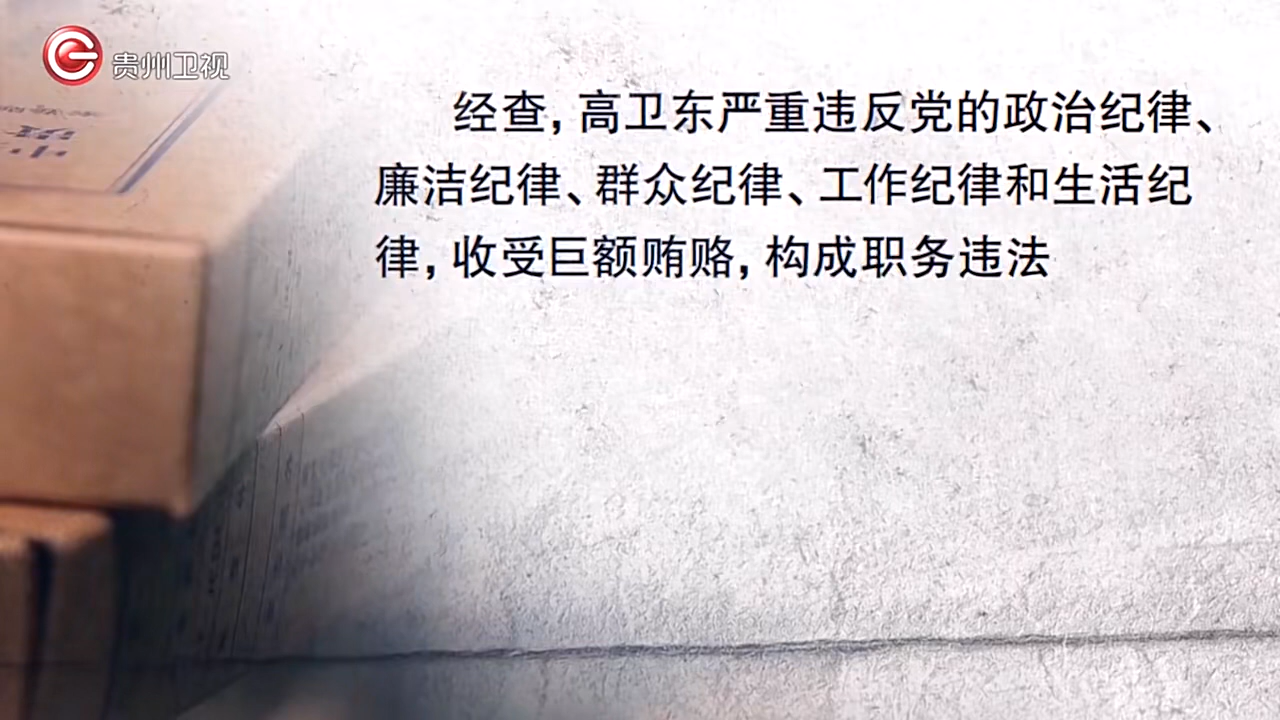 贵州卫视
经查，高卫东严重违反党的政治纪律、
廉洁纪律、群众纪律、工作纪律和生活纪
律，收受巨额贿赂，构成职务违法